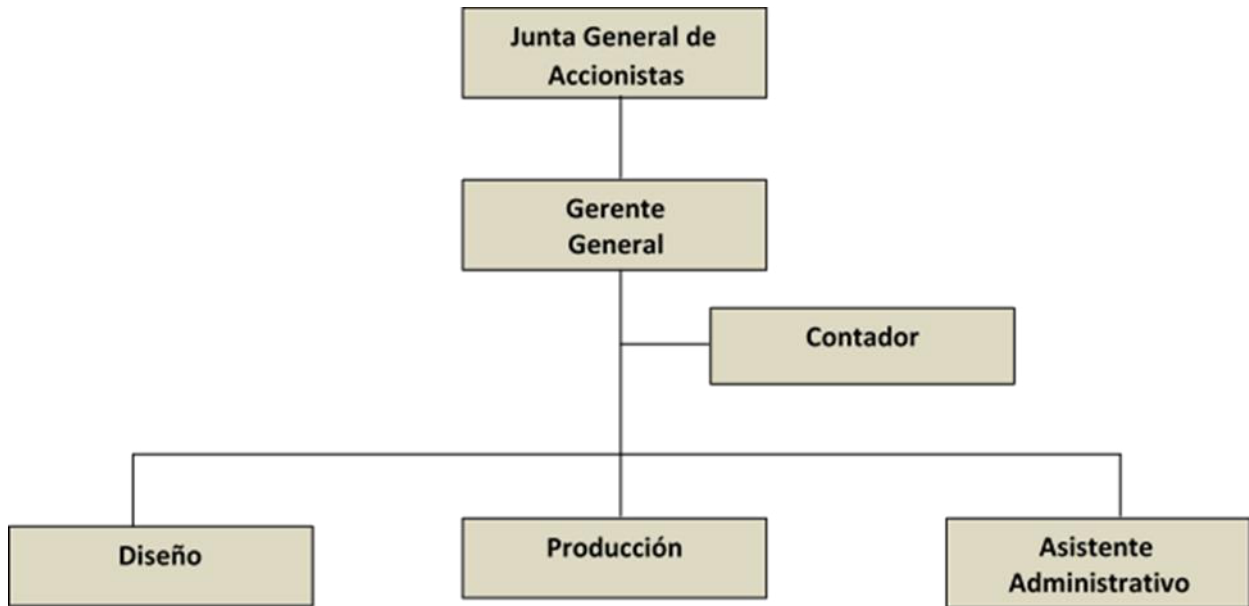 Junta General de
Accionistas
Gerente
General
Contador
Diseño
Producción
Asistente
Administrativo